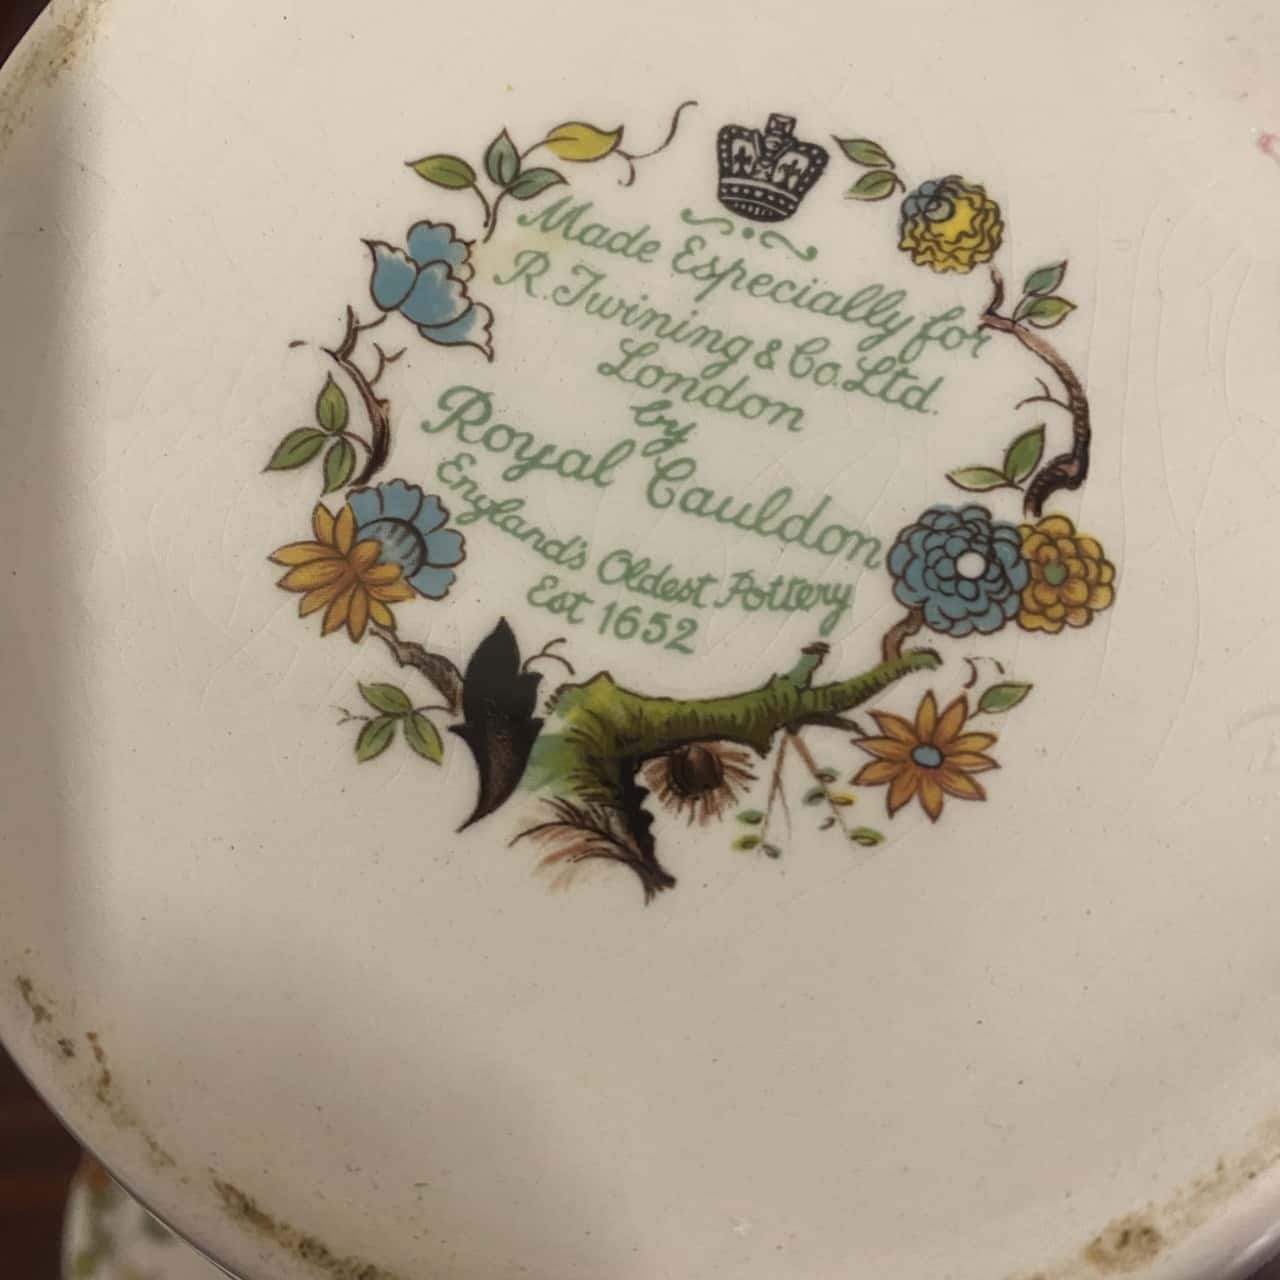 Made Especially for
R. Twining & Co. Ltd.
London
by
Royal Cauldon
England's Oldest Pottery
Est 1652